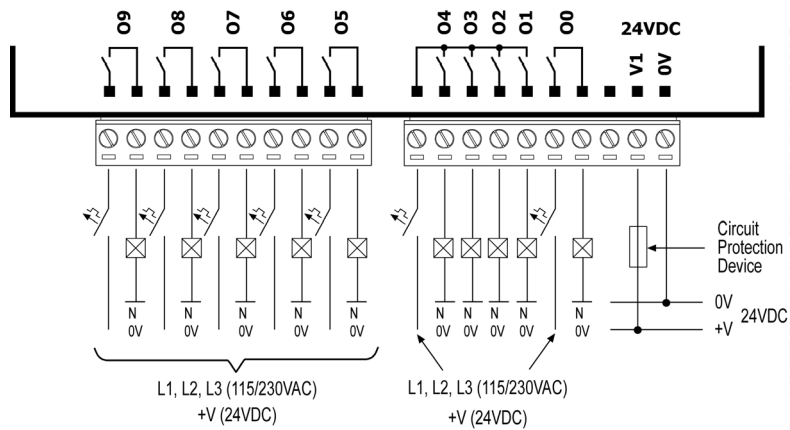 O9 O8 O7 O6 O5 O4 O3 O2 O1 O0 24VDC
V1 0V
Circuit
Protection
Device
N N N N N N N N N N
0V 0V 0V 0V 0V 0V 0V 0V 0V 0V
0V
24VDC
+V
L1, L2, L3 (115/230VAC)
+V (24VDC)
L1, L2, L3 (115/230VAC)
+V (24VDC)